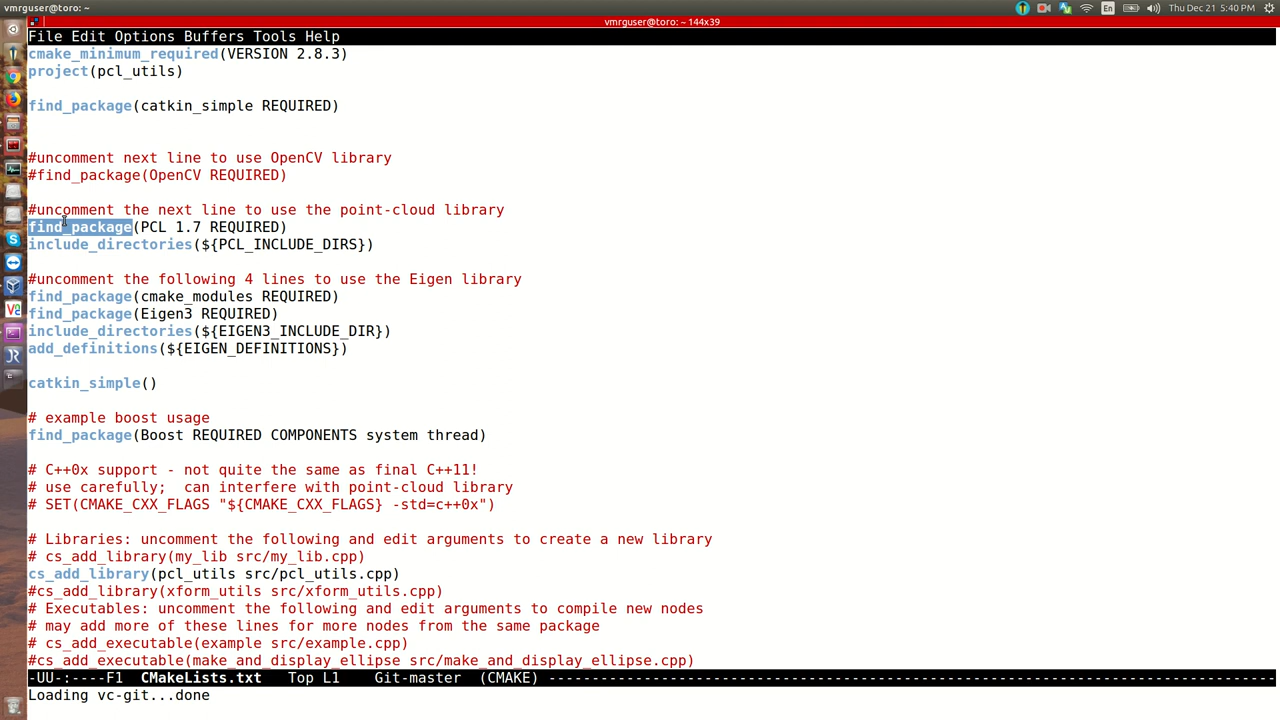 vmrguser@toro: ~
En
Thu Dec 21 5:40 PM
vmrguser@toro: ~ 144x39
File Edit Options Buffers Tools Help
cmake_minimum_required(VERSION 2.8.3)
project(pcl_utils)
find_package(catkin_simple REQUIRED)
#uncomment next line to use OpenCV library
#find_package(OpenCV REQUIRED)
#uncomment the next line to use the point-cloud library
find_package(PCL 1.7 REQUIRED)
include_directories(${PCL_INCLUDE_DIRS})
#uncomment the following 4 lines to use the Eigen library
find_package(cmake_modules REQUIRED)
find_package(Eigen3 REQUIRED)
include_directories(${EIGEN3_INCLUDE_DIR})
add_definitions(${EIGEN_DEFINITIONS})
catkin_simple()
# example boost usage
find_package(Boost REQUIRED COMPONENTS system thread)
# C++0x support - not quite the same as final C++11!
# use carefully;  can interfere with point-cloud library
# SET(CMAKE_CXX_FLAGS "${CMAKE_CXX_FLAGS} -std=c++0x")
# Libraries: uncomment the following and edit arguments to create a new library
# cs_add_library(my_lib src/my_lib.cpp)
cs_add_library(pcl_utils src/pcl_utils.cpp)
#cs_add_library(xform_utils src/xform_utils.cpp)
# Executables: uncomment the following and edit arguments to compile new nodes
# may add more of these lines for more nodes from the same package
# cs_add_executable(example src/example.cpp)
#cs_add_executable(make_and_display_ellipse src/make_and_display_ellipse.cpp)
-UU-:----F1  CMakeLists.txt   Top L1    Git-master  (CMAKE) -------------------------------------------------------------------------------------
Loading vc-git...done